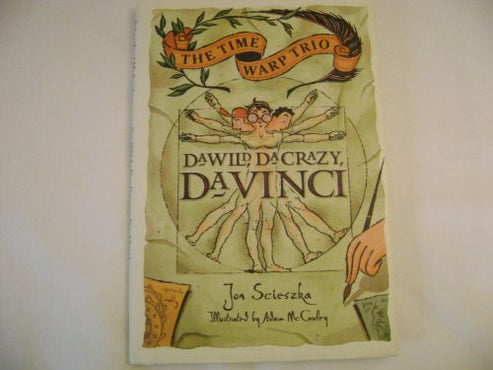 THE TIME
WARP TRIO
DA WILD, DA CRAZY,
DA VINCI
Jon Scieszka
Illustrated by Adam McCauley